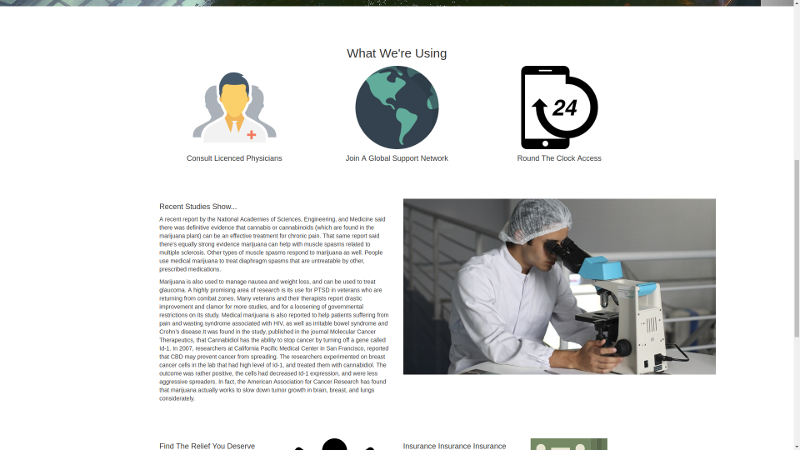 What We're Using
24
Consult Licenced Physicians
Join A Global Support Network
Round The Clock Access
Recent Studies Show...
A recent report by the National Academies of Sciences, Engineering, and Medicine said
there was definitive evidence that cannabis or cannabinoids (which are found in the
marijuana plant) can be an effective treatment for chronic pain. That same report said
there's equally strong evidence marijuana can help with muscle spasms related to
multiple sclerosis. Other types of muscle spasms respond to marijuana as well. People
use medical marijuana to treat diaphragm spasms that are untreatable by other,
prescribed medications.
Marijuana is also used to manage nausea and weight loss, and can be used to treat
glaucoma. A highly promising area of research is its use for PTSD in veterans who are
returning from combat zones. Many veterans and their therapists report drastic
improvement and clamor for more studies, and for a loosening of governmental
restrictions on its study. Medical marijuana is also reported to help patients suffering from
pain and wasting syndrome associated with HIV, as well as irritable bowel syndrome and
Crohn's disease.It was found in the study, published in the journal Molecular Cancer
Therapeutics, that Cannabidiol has the ability to stop cancer by turning off a gene called
Id-1. In 2007, researchers at California Pacific Medical Center in San Francisco, reported
that CBD may prevent cancer from spreading. The researchers experimented on breast
cancer cells in the lab that had high level of Id-1, and treated them with cannabidiol. The
outcome was rather positive, the cells had decreased Id-1 expression, and were less
aggressive spreaders. In fact, the American Association for Cancer Research has found
that marijuana actually works to slow down tumor growth in brain, breast, and lungs
considerately.
Find The Relief You Deserve
Insurance Insurance Insurance